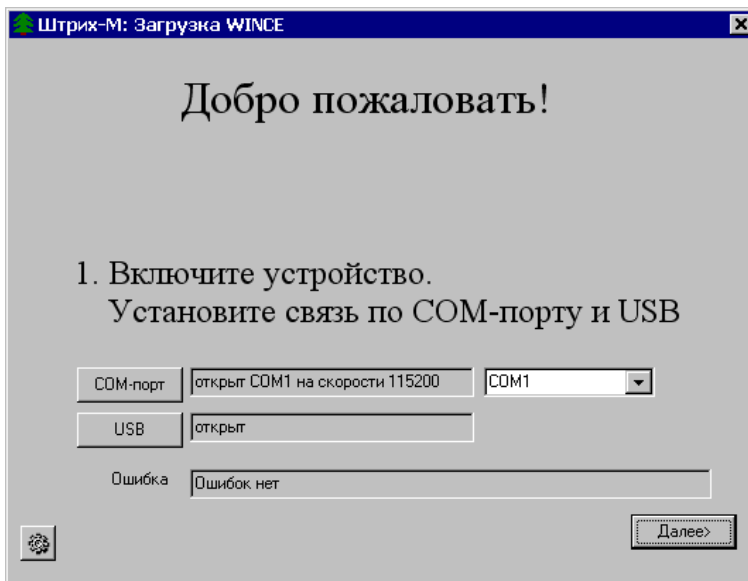 Штрих-М: Загрузка WINCE
Добро пожаловать!
1. Включите устройство.
Установите связь по COM-порту и USB
COM-порт открыт COM1 на скорости 115200 COM1
USB открыт
Ошибка Ошибок нет
Далее>